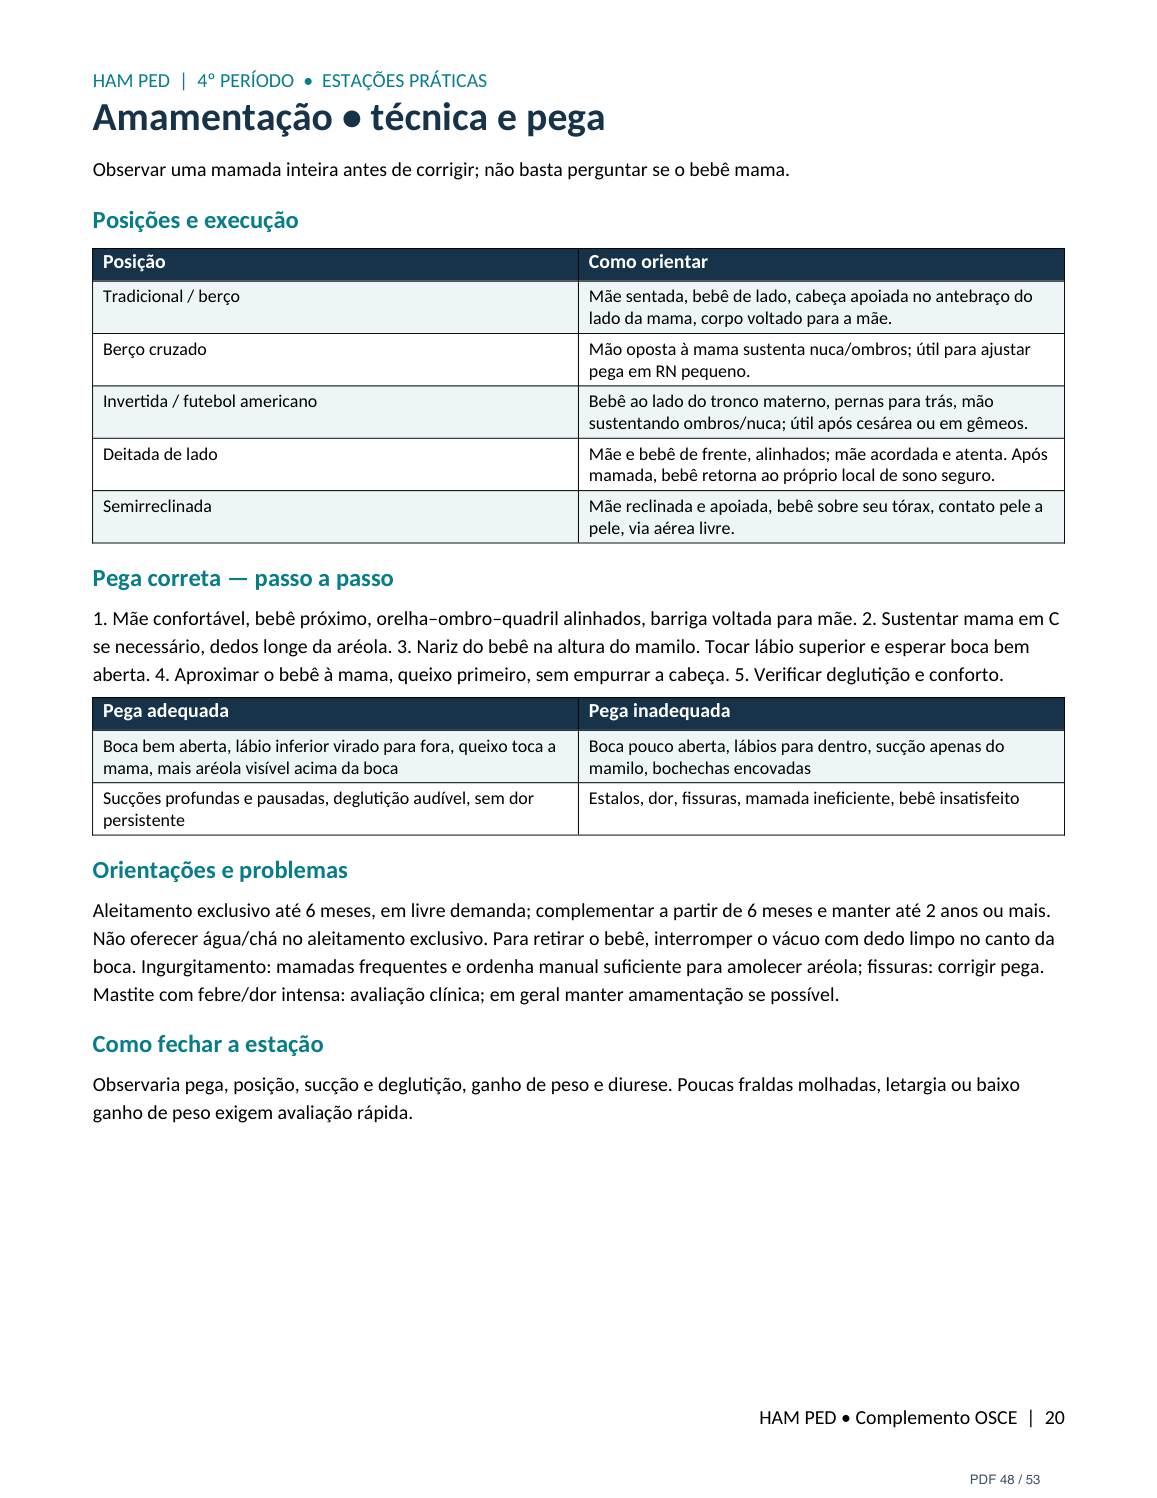 HAM PED | 4º PERÍODO • ESTAÇÕES PRÁTICAS
Amamentação • técnica e pega
Observar uma mamada inteira antes de corrigir; não basta perguntar se o bebê mama.
Posições e execução
Posição
Como orientar
Tradicional / berço
Mãe sentada, bebê de lado, cabeça apoiada no antebraço do
lado da mama, corpo voltado para a mãe.
Berço cruzado
Mão oposta à mama sustenta nuca/ombros; útil para ajustar
pega em RN pequeno.
Invertida / futebol americano
Bebê ao lado do tronco materno, pernas para trás, mão
sustentando ombros/nuca; útil após cesárea ou em gêmeos.
Deitada de lado
Mãe e bebê de frente, alinhados; mãe acordada e atenta. Após
mamada, bebê retorna ao próprio local de sono seguro.
Semirreclinada
Mãe reclinada e apoiada, bebê sobre seu tórax, contato pele a
pele, via aérea livre.
Pega correta — passo a passo
1. Mãe confortável, bebê próximo, orelha–ombro–quadril alinhados, barriga voltada para mãe. 2. Sustentar mama em C
se necessário, dedos longe da aréola. 3. Nariz do bebê na altura do mamilo. Tocar lábio superior e esperar boca bem
aberta. 4. Aproximar o bebê à mama, queixo primeiro, sem empurrar a cabeça. 5. Verificar deglutição e conforto.
Pega adequada
Pega inadequada
Boca bem aberta, lábio inferior virado para fora, queixo toca a
mama, mais aréola visível acima da boca
Boca pouco aberta, lábios para dentro, sucção apenas do
mamilo, bochechas encovadas
Sucções profundas e pausadas, deglutição audível, sem dor
persistente
Estalos, dor, fissuras, mamada ineficiente, bebê insatisfeito
Orientações e problemas
Aleitamento exclusivo até 6 meses, em livre demanda; complementar a partir de 6 meses e manter até 2 anos ou mais.
Não oferecer água/chá no aleitamento exclusivo. Para retirar o bebê, interromper o vácuo com dedo limpo no canto da
boca. Ingurgitamento: mamadas frequentes e ordenha manual suficiente para amolecer aréola; fissuras: corrigir pega.
Mastite com febre/dor intensa: avaliação clínica; em geral manter amamentação se possível.
Como fechar a estação
Observaria pega, posição, sucção e deglutição, ganho de peso e diurese. Poucas fraldas molhadas, letargia ou baixo
ganho de peso exigem avaliação rápida.
HAM PED • Complemento OSCE | 20
PDF 48 / 53